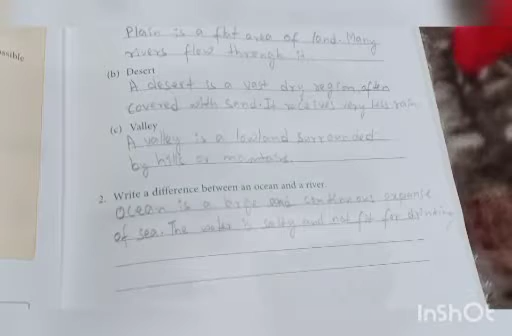 Plain is a flat area of land. Many
rivers flow through it.
(b) Desert
A desert is a vast dry region often
covered with sand. It receives very less rain
(c) Valley
A valley is a lowland surrounded
by hills or mountains.
2. Write a difference between an ocean and a river.
Ocean is a large and continuous expanse
of sea. The water is salty and not fit for drinking
InShOt